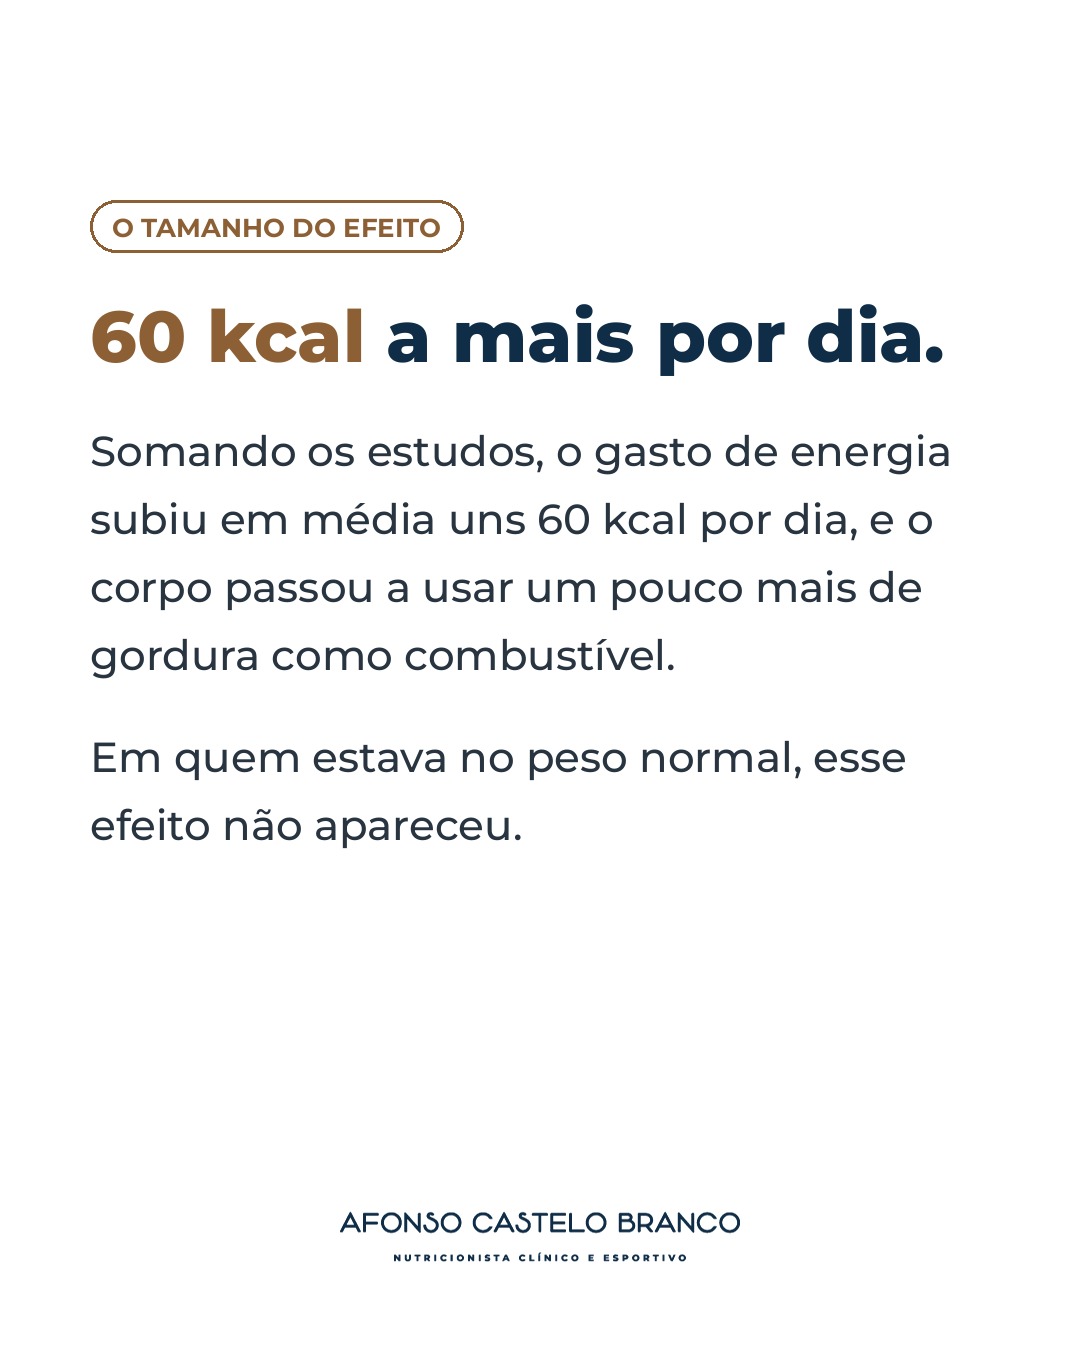 O TAMANHO DO EFEITO
60 kcal a mais por dia.
Somando os estudos, o gasto de energia
subiu em média uns 60 kcal por dia, e o
corpo passou a usar um pouco mais de
gordura como combustível.
Em quem estava no peso normal, esse
efeito não apareceu.
AFONSO CASTELO BRANCO
NUTRICIONISTA CLÍNICO E ESPORTIVO